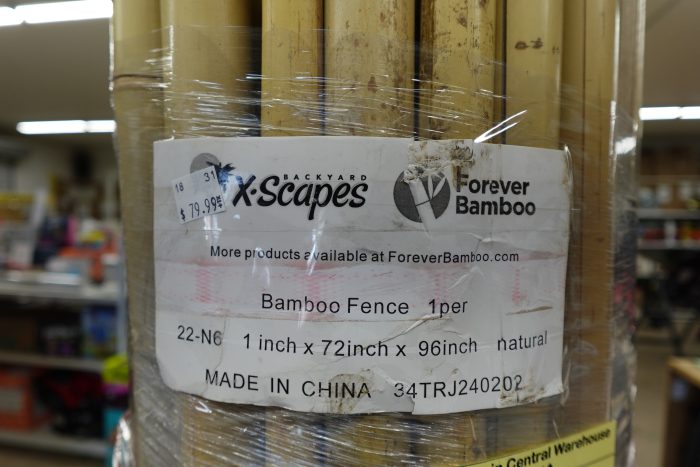 BACKYARD
X-Scapes
Forever
Bamboo
18 31
$ 79.99
More products available at ForeverBamboo.com
Bamboo Fence 1per
22-N6 1 inch x 72inch x 96inch natural
MADE IN CHINA 34TRJ240202
in Central Warehouse